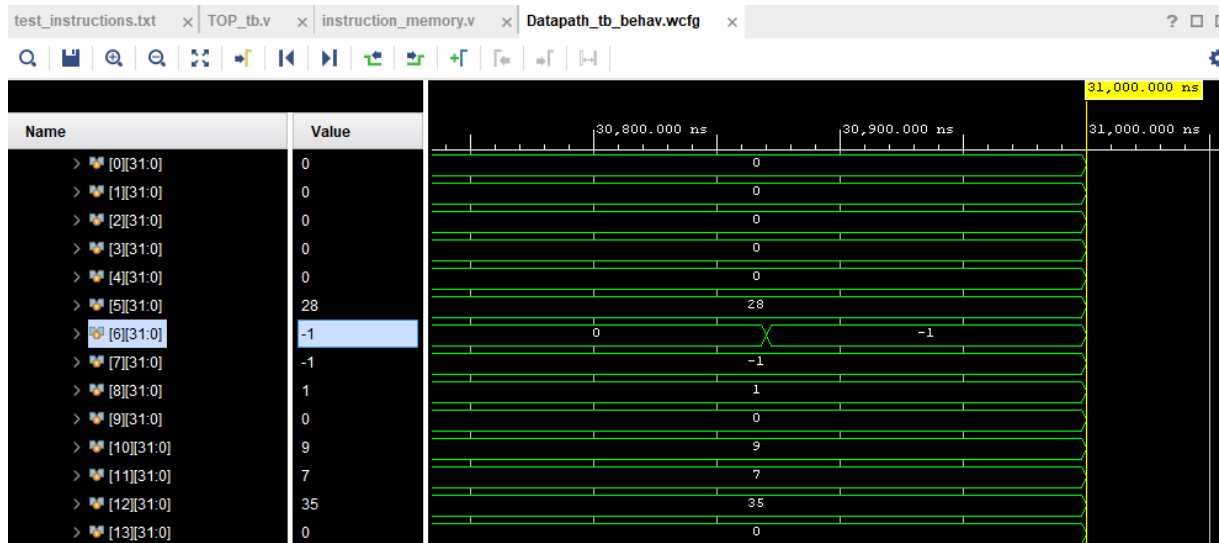 test_instructions.txt × TOP_tb.v × instruction_memory.v × Datapath_tb_behav.wcfg × ?
31,000.000 ns
Name Value 30,800.000 ns 30,900.000 ns 31,000.000 ns
> [0][31:0] 0 0
> [1][31:0] 0 0
> [2][31:0] 0 0
> [3][31:0] 0 0
> [4][31:0] 0 0
> [5][31:0] 28 28
> [6][31:0] -1 0 -1
> [7][31:0] -1 -1
> [8][31:0] 1 1
> [9][31:0] 0 0
> [10][31:0] 9 9
> [11][31:0] 7 7
> [12][31:0] 35 35
> [13][31:0] 0 0